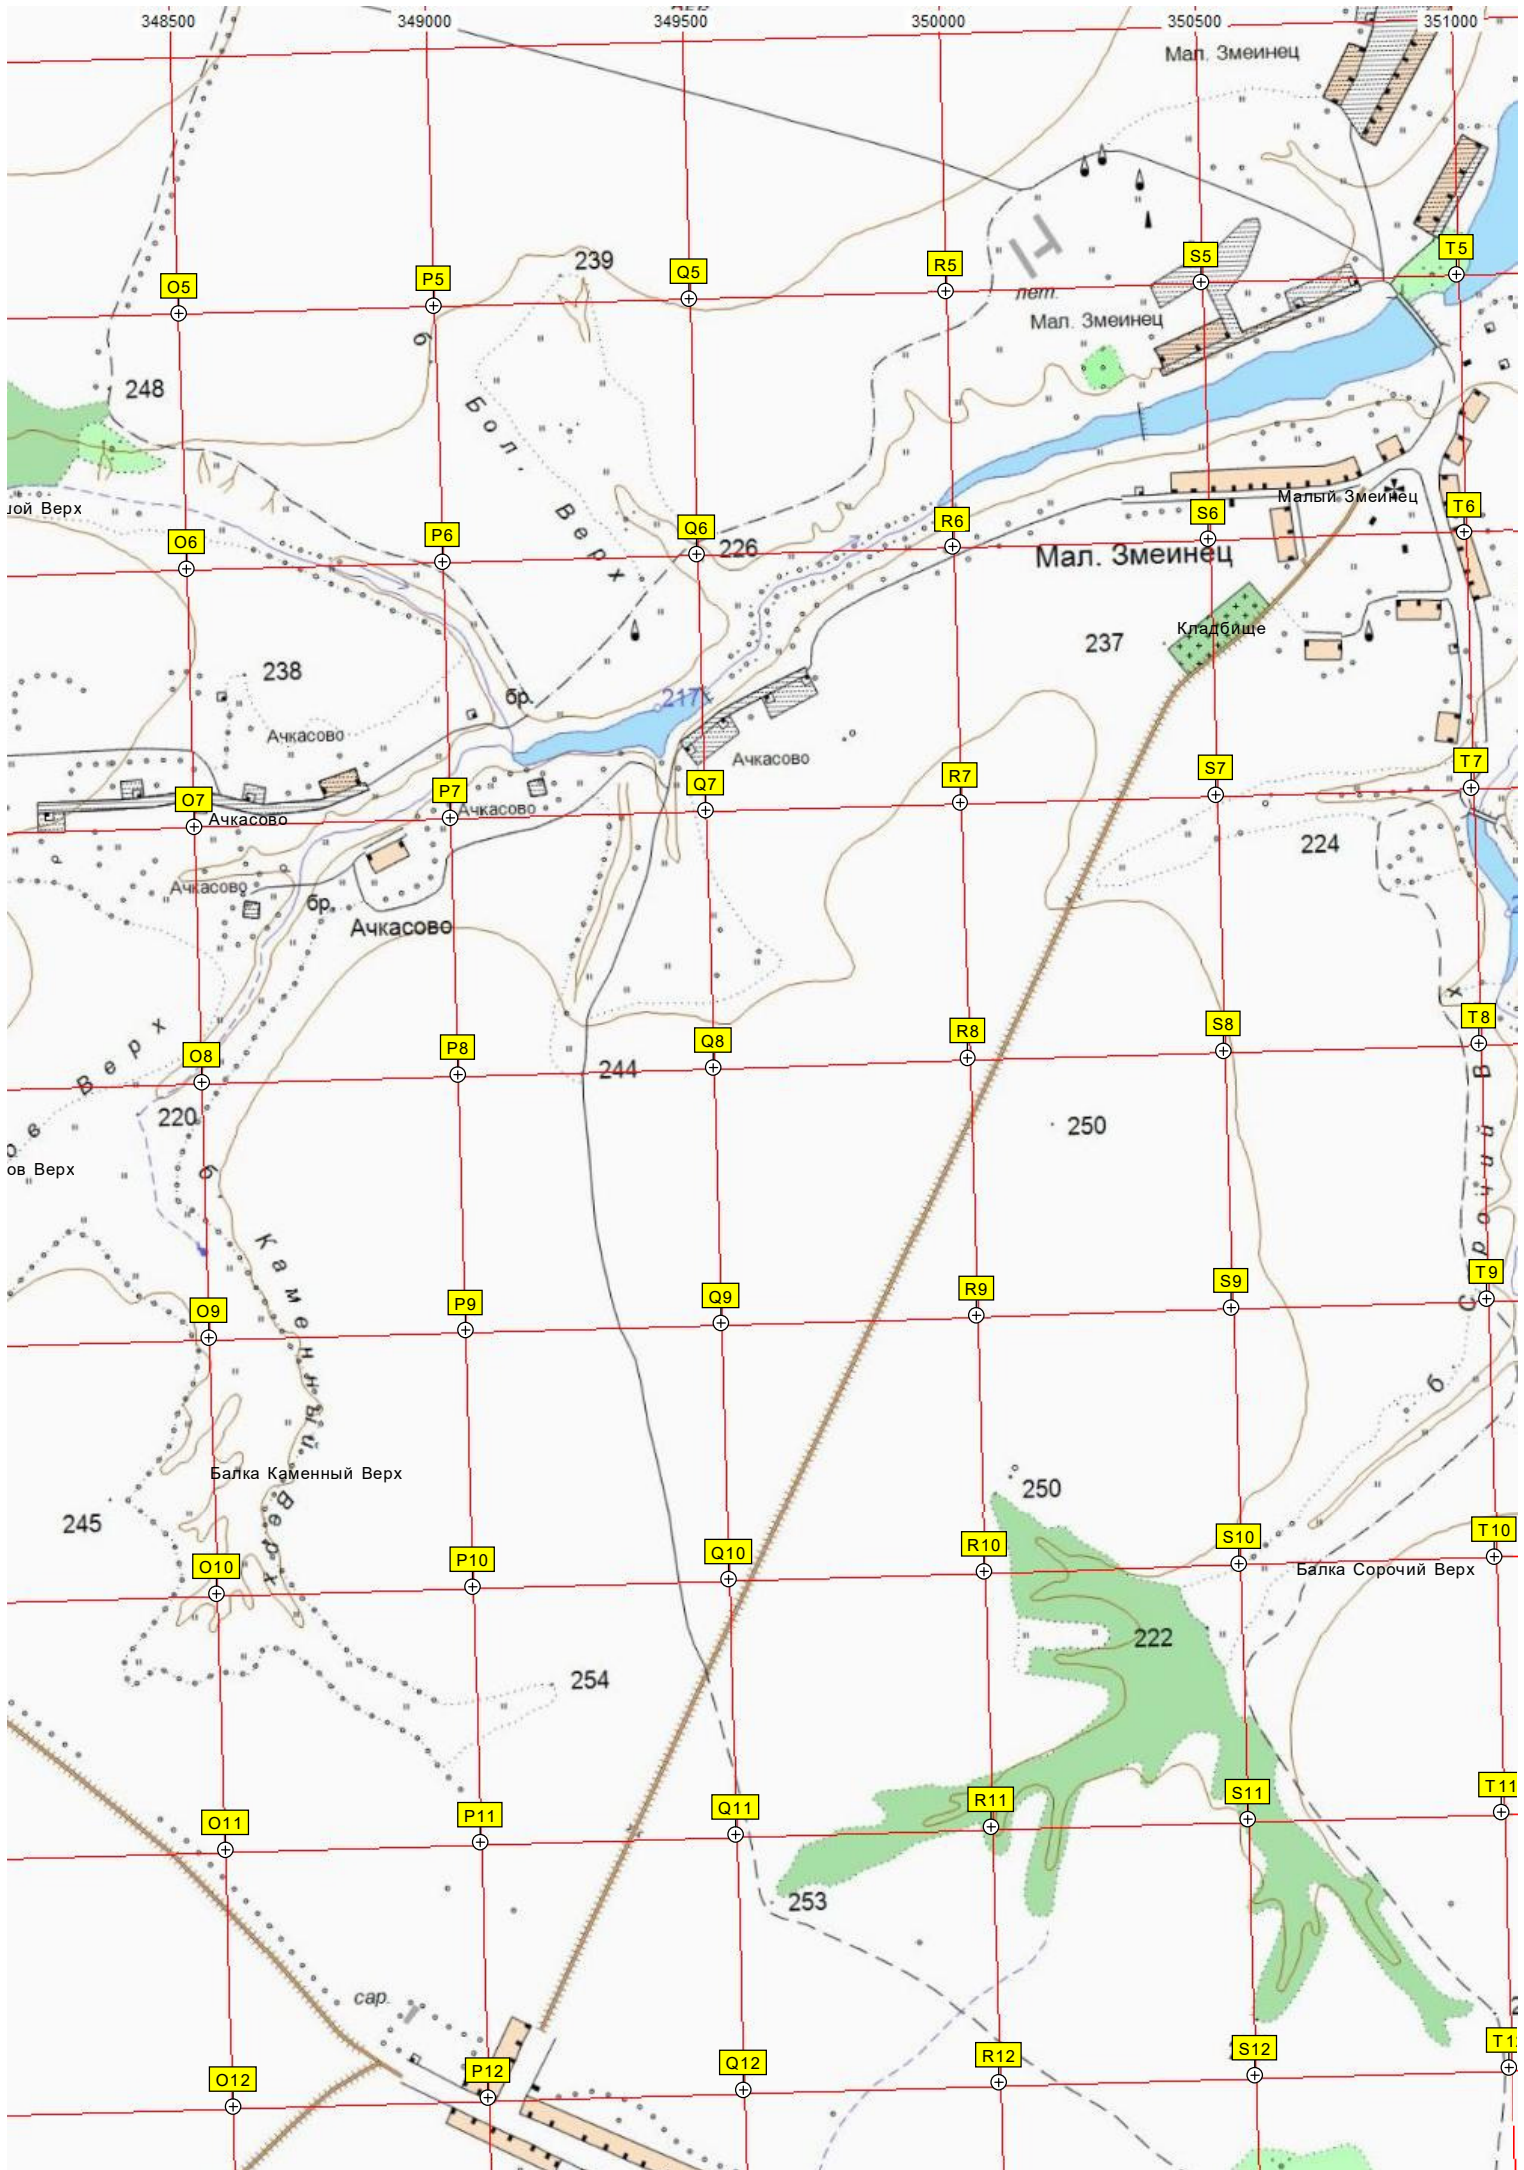 348500 349000 349500 350000 350500 351000
Мал. Змеинец
239
O5 P5 Q5 R5 S5 T5
лет.
Мал. Змеинец
б.
248
Бол. Верх
Малый Змеинец
ой Верх
O6 P6 Q6 R6 S6 T6
226
Мал. Змеинец
Кладбище
237
238
бр.
217
Ачкасово
Ачкасово
O7 P7 Q7 R7 S7 T7
Ачкасово
Ачкасово
224
Ачкасово
бр.
Ачкасово
х
O8 P8 Q8 R8 S8 T8
в Верх
244
220
250
ов Верх
б.
Каменный Верх
O9 P9 Q9 R9 S9 T9
б.
Балка Каменный Верх
250
245
O10 P10 Q10 R10 S10 T10
Балка Сорочий Верх
222
254
O11 P11 Q11 R11 S11 T11
253
сар.
O12 P12 Q12 R12 S12